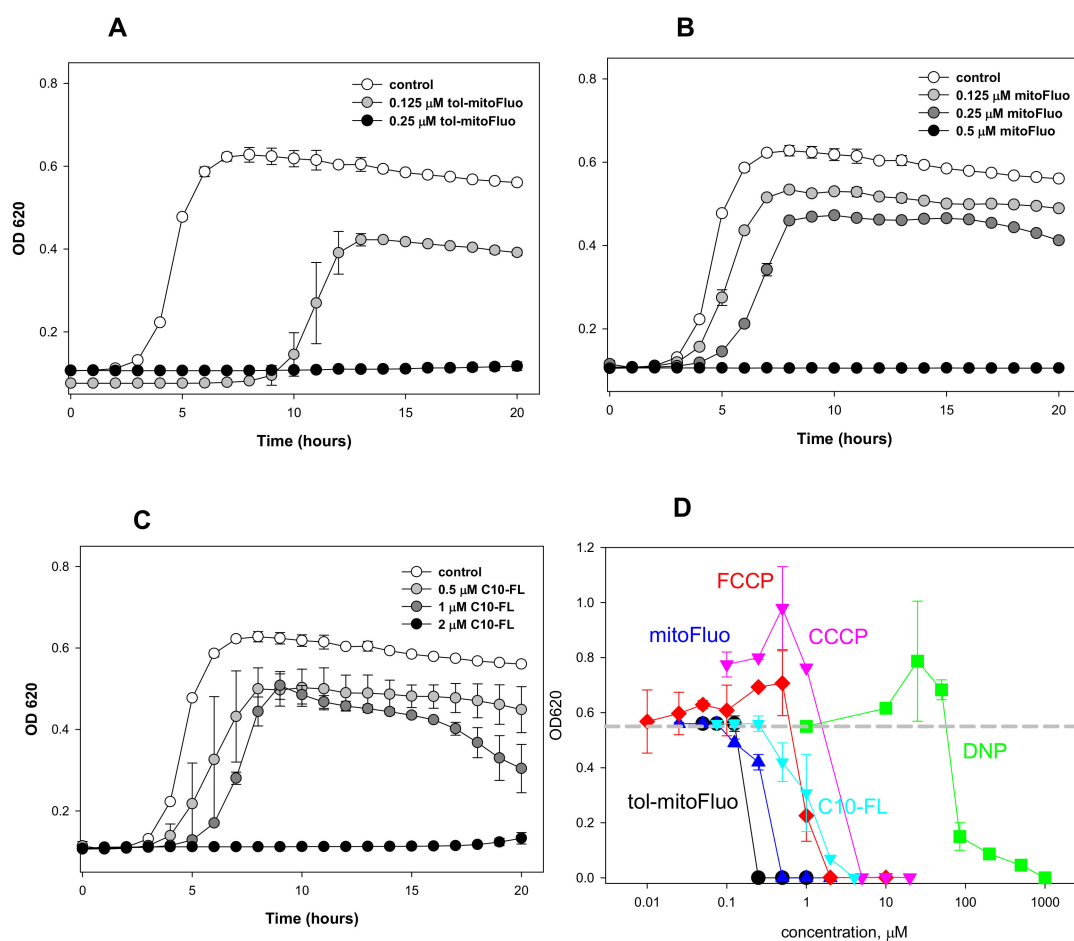 A
control
0.125 μM tol-mitoFluo
0.25 μM tol-mitoFluo
OD 620
0.8
0.6
0.4
0.2
0 5 10 15 20
Time (hours)
B
control
0.125 μM mitoFluo
0.25 μM mitoFluo
0.5 μM mitoFluo
0.8
0.6
0.4
0.2
0 5 10 15 20
Time (hours)
C
control
0.5 μM C10-FL
1 μM C10-FL
2 μM C10-FL
OD 620
0.8
0.6
0.4
0.2
0 5 10 15 20
Time (hours)
D
FCCP
mitoFluo
CCCP
DNP
tol-mitoFluo
C10-FL
OD620
1.2
1.0
0.8
0.6
0.4
0.2
0.0
0.01 0.1 1 10 100 1000
concentration, μM